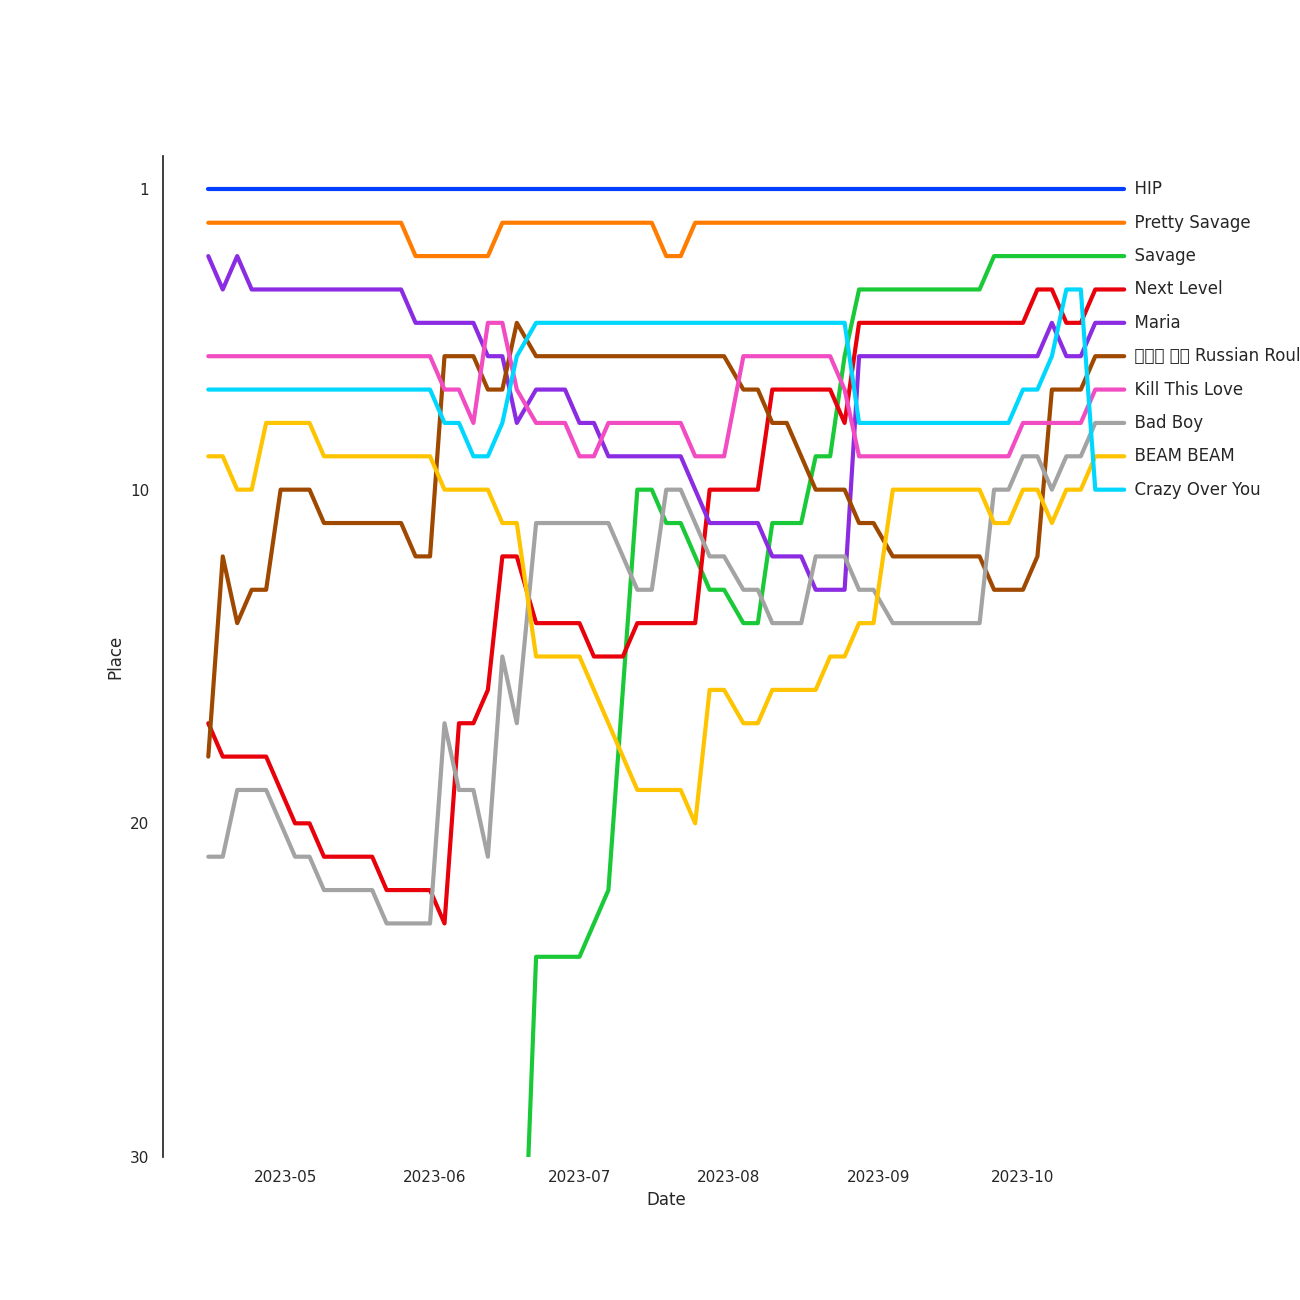 1
10
20
30
Place
2023-05
2023-06
2023-07
2023-08
2023-09
2023-10
Date
HIP
Pretty Savage
Savage
Next Level
Maria
Russian Roul
Kill This Love
Bad Boy
BEAM BEAM
Crazy Over You